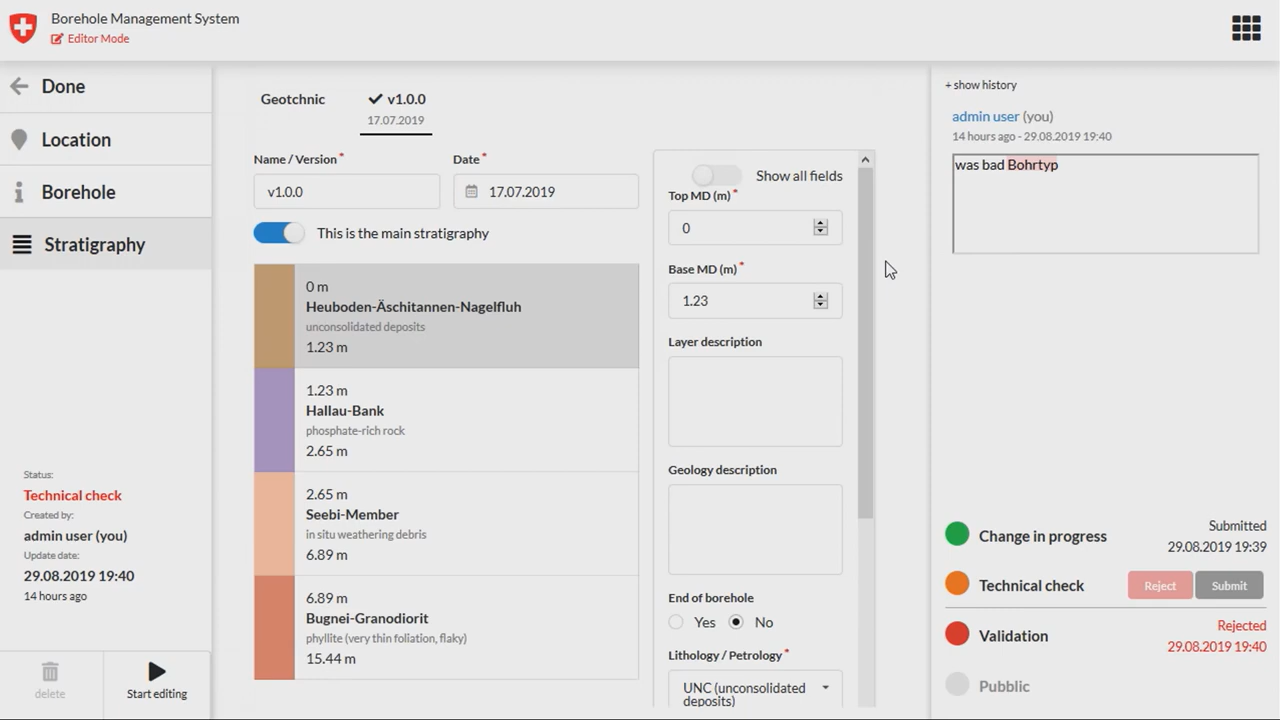 Borehole Management System
Editor Mode
Done
Location
Borehole
Stratigraphy
Status:
Technical check
Created by:
admin user (you)
Update date:
29.08.2019 19:40
14 hours ago
delete
Start editing
Geotchnic
v1.0.0
17.07.2019
Name / Version*
Date*
v1.0.0
17.07.2019
This is the main stratigraphy
0 m
Heuboden-Äschitannen-Nagelfluh
unconsolidated deposits
1.23 m
1.23 m
Hallau-Bank
phosphate-rich rock
2.65 m
2.65 m
Seebi-Member
in situ weathering debris
6.89 m
6.89 m
Bugnei-Granodiorit
phyllite (very thin foliation, flaky)
15.44 m
Show all fields
Top MD (m)*
0
Base MD (m)*
1.23
Layer description
Geology description
End of borehole
Yes No
Lithology / Petrology*
UNC (unconsolidated
deposits)
+ show history
admin user (you)
14 hours ago - 29.08.2019 19:40
was bad Bohrtyp
Change in progress
Submitted
29.08.2019 19:39
Technical check
Reject
Submit
Validation
Rejected
29.08.2019 19:40
Pubblic